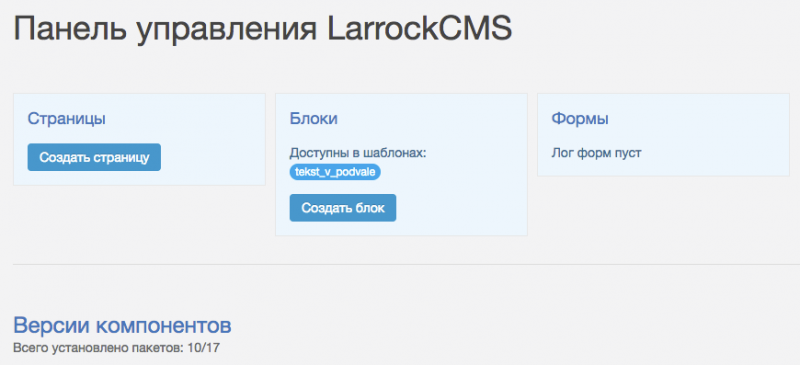 Панель управления LarrockCMS
Страницы
Создать страницу
Блоки
Доступны в шаблонах:
tekst_v_podvale
Создать блок
Формы
Лог форм пуст
Версии компонентов
Всего установлено пакетов: 10/17